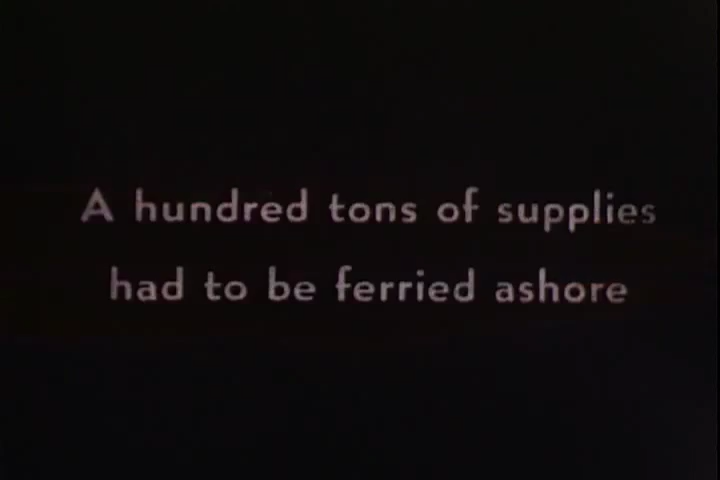 A hundred tons of supplies
had to be ferried ashore